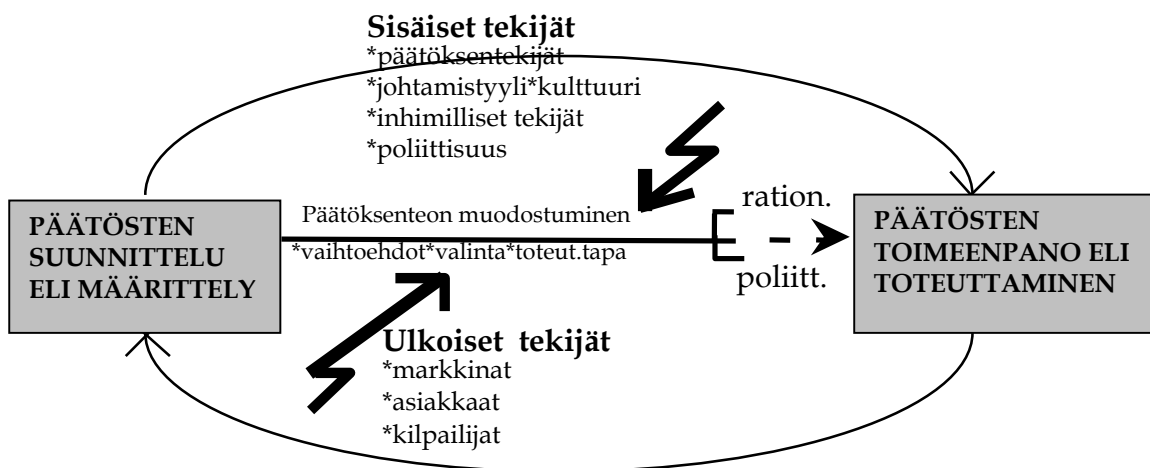 Sisäiset tekijät
*päätöksentekijät
*johtamistyyli*kulttuuri
*inhimilliset tekijät
*poliittisuus
PÄÄTÖSTEN
SUUNNITTELU
ELI MÄÄRITTELY
Päätöksenteon muodostuminen
*vaihtoehdot*valinta*toteut.tapa
ration.
poliitt.
PÄÄTÖSTEN
TOIMEENPANO ELI
TOTEUTTAMINEN
Ulkoiset tekijät
*markkinat
*asiakkaat
*kilpailijat